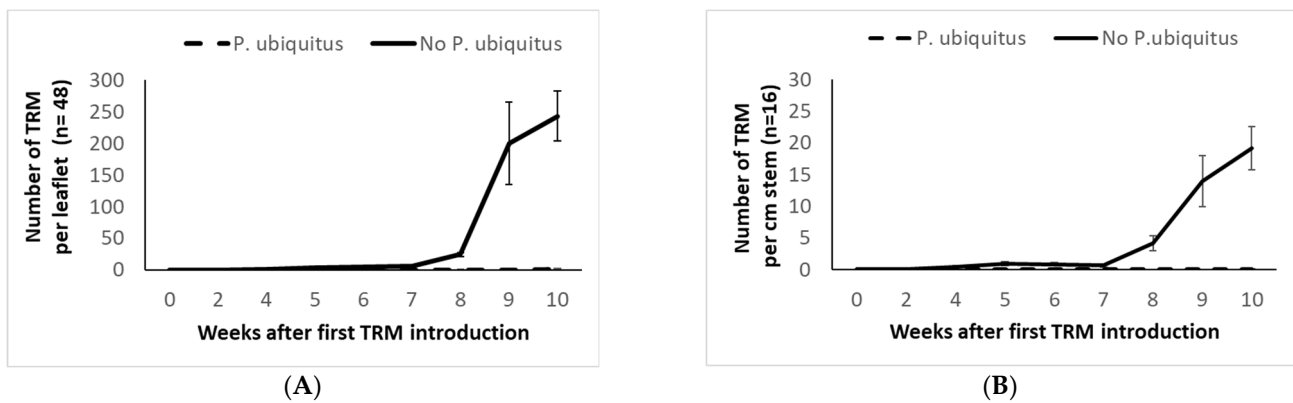 (A)
P. ubiquitus No P. ubiquitus
Number of TRM
per leaflet (n= 48)
300
250
200
150
100
50
0
0 2 4 5 6 7 8 9 10
Weeks after first TRM introduction
(A)
P. ubiquitus No P.ubiquitus
Number of TRM
per cm stem (n=16)
30
25
20
15
10
5
0
0 2 4 5 6 7 8 9 10
Weeks after first TRM introduction
(B)